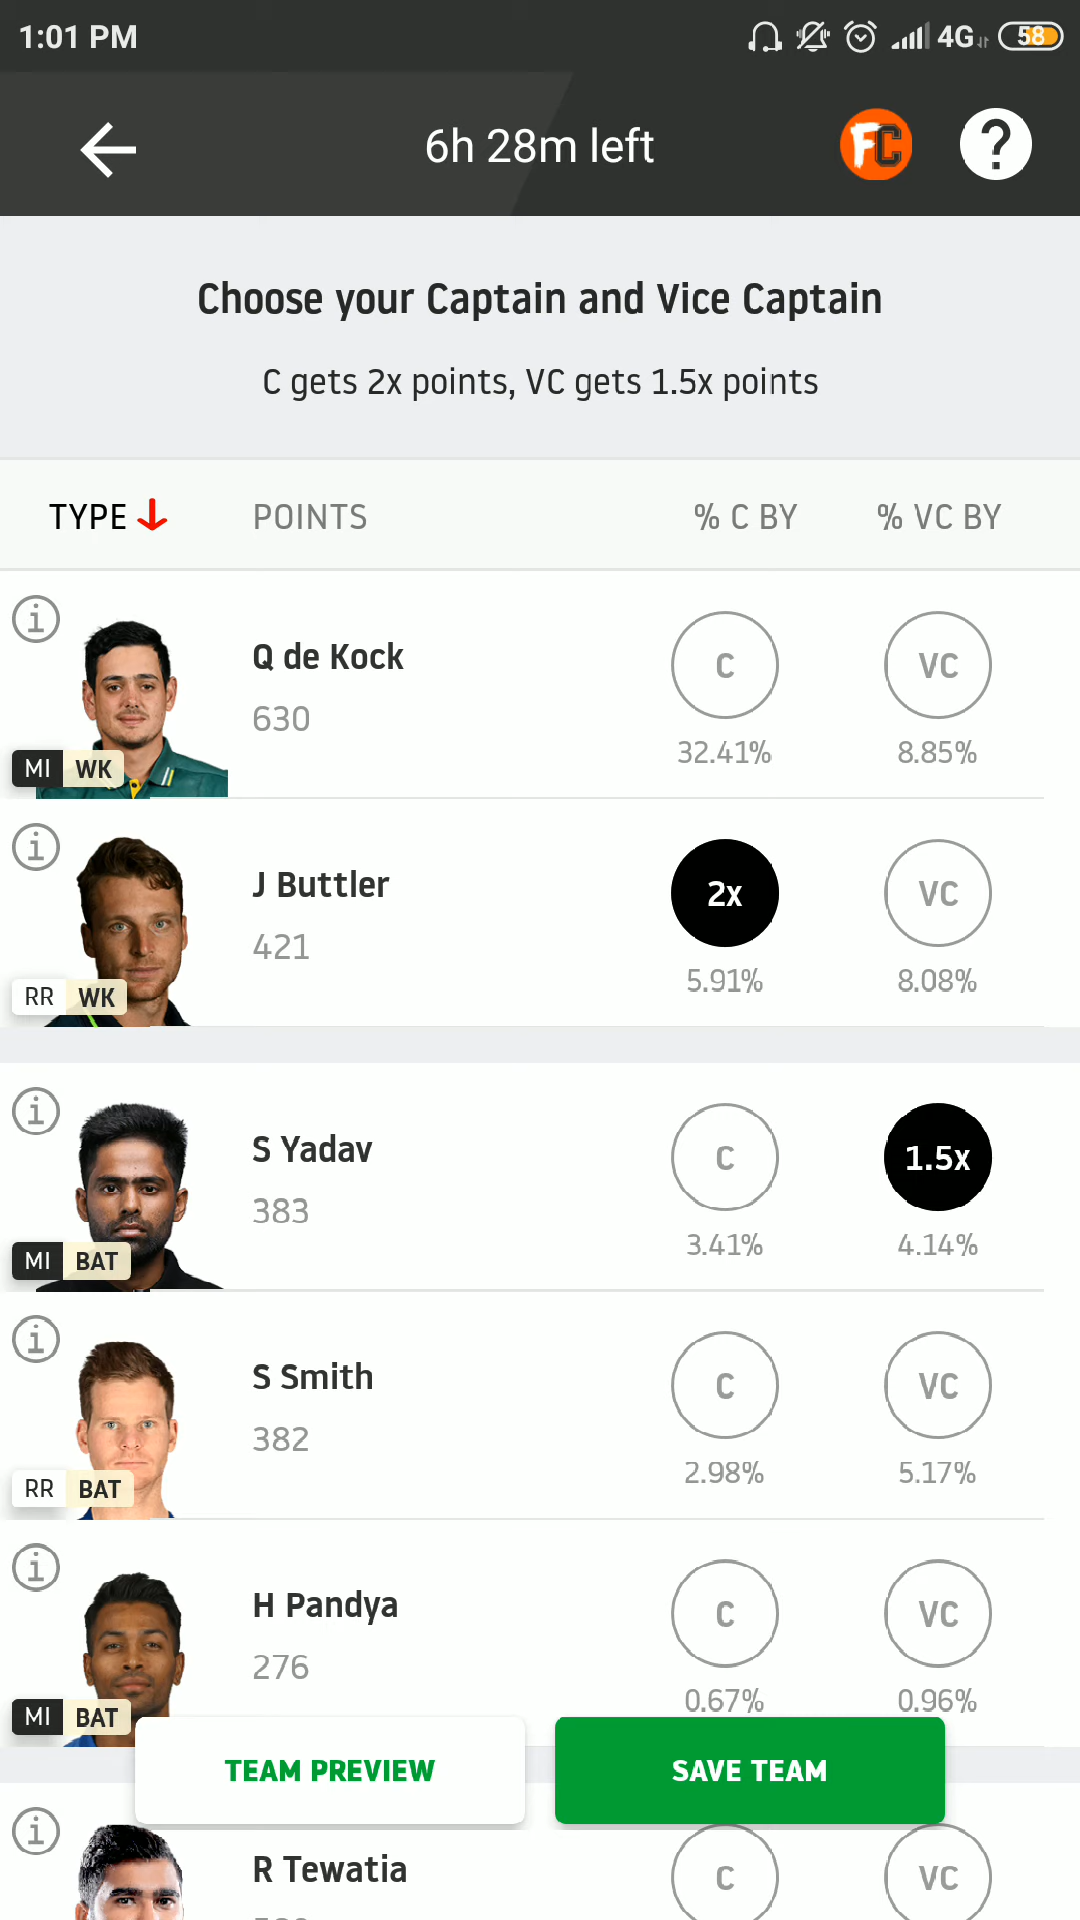 1:01 PM
4G
58
6h 28m left
FC
?
Choose your Captain and Vice Captain
C gets 2x points, VC gets 1.5x points
TYPE POINTS % C BY % VC BY
Q de Kock
630
C
VC
32.41%
8.85%
MI WK
J Buttler
421
2x
VC
5.91%
8.08%
RR WK
S Yadav
383
C
1.5x
3.41%
4.14%
MI BAT
S Smith
382
C
VC
2.98%
5.17%
RR BAT
H Pandya
276
C
VC
0.67%
0.96%
MI BAT
TEAM PREVIEW
SAVE TEAM
R Tewatia
C
VC